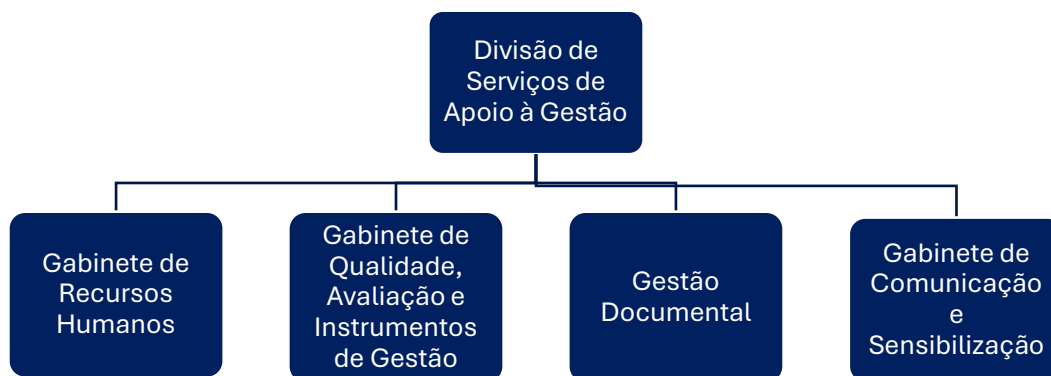 Divisão de
Serviços de
Apoio à Gestão
Gabinete de
Recursos
Humanos
Gabinete de
Qualidade,
Avaliação e
Instrumentos
de Gestão
Gestão
Documental
Gabinete de
Comunicação
e
Sensibilização